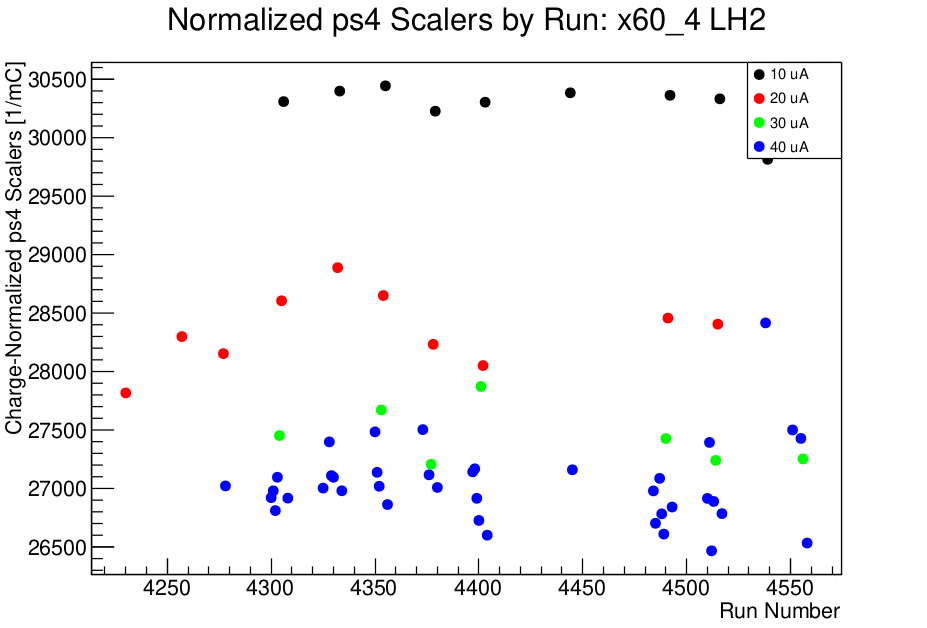 Normalized ps4 Scalers by Run: x60_4 LH2
Charge-Normalized ps4 Scalers [1/mC]
30500
30000
29500
29000
28500
28000
27500
27000
26500
10 uA
20 uA
30 uA
40 uA
4250 4300 4350 4400 4450 4500 4550
Run Number